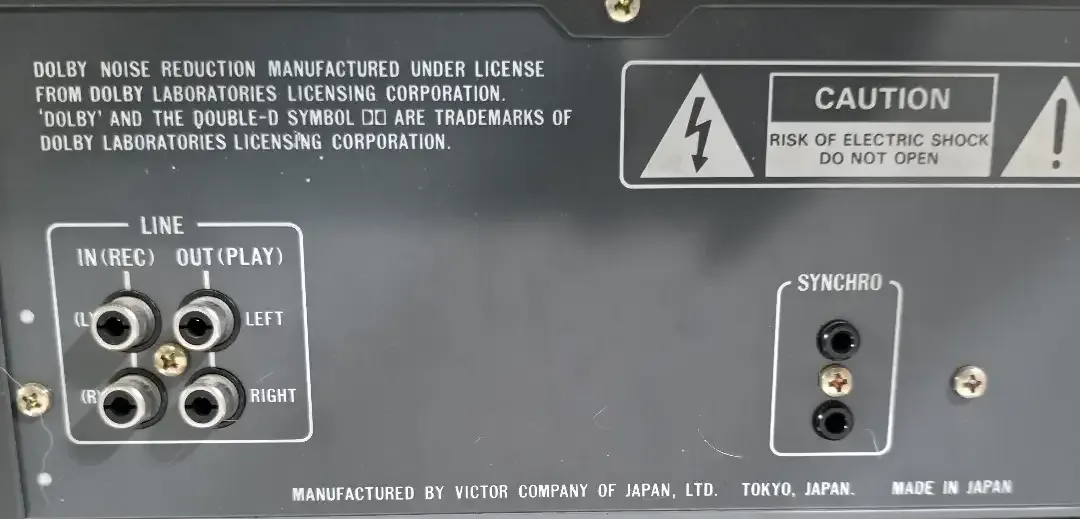 DOLBY NOISE REDUCTION MANUFACTURED UNDER LICENSE
FROM DOLBY LABORATORIES LICENSING CORPORATION.
'DOLBY' AND THE DOUBLE-D SYMBOL ARE TRADEMARKS OF
DOLBY LABORATORIES LICENSING CORPORATION.
CAUTION
RISK OF ELECTRIC SHOCK
DO NOT OPEN
LINE
IN(REC) OUT(PLAY)
(L) LEFT
(R) RIGHT
SYNCHRO
MANUFACTURED BY VICTOR COMPANY OF JAPAN, LTD. TOKYO, JAPAN. MADE IN JAPAN